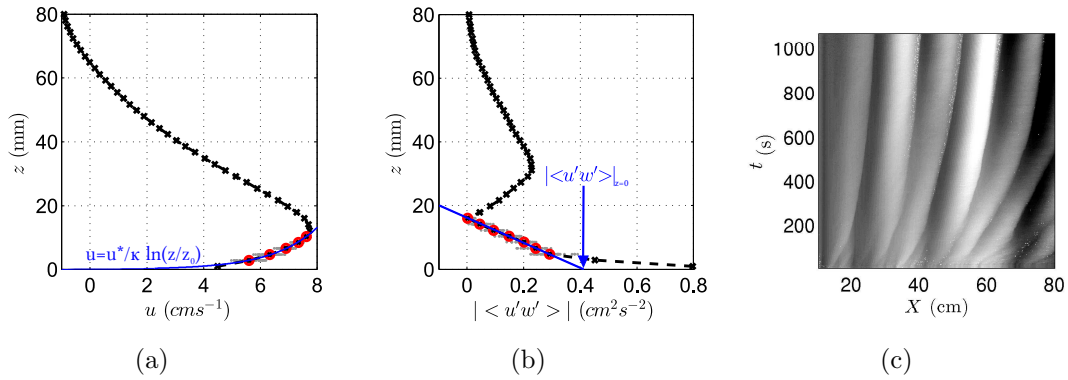 80
60
40
20
0
z (mm)
u=u*/κ ln(z/z₀)
0 2 4 6 8
u (cms⁻¹)
(a)
80
60
40
20
0
z (mm)
|<u'w'>|z=0
0 0.2 0.4 0.6 0.8
| < u'w' > | (cm²s⁻²)
(b)
1000
800
600
400
200
t (s)
20 40 60 80
X (cm)
(c)